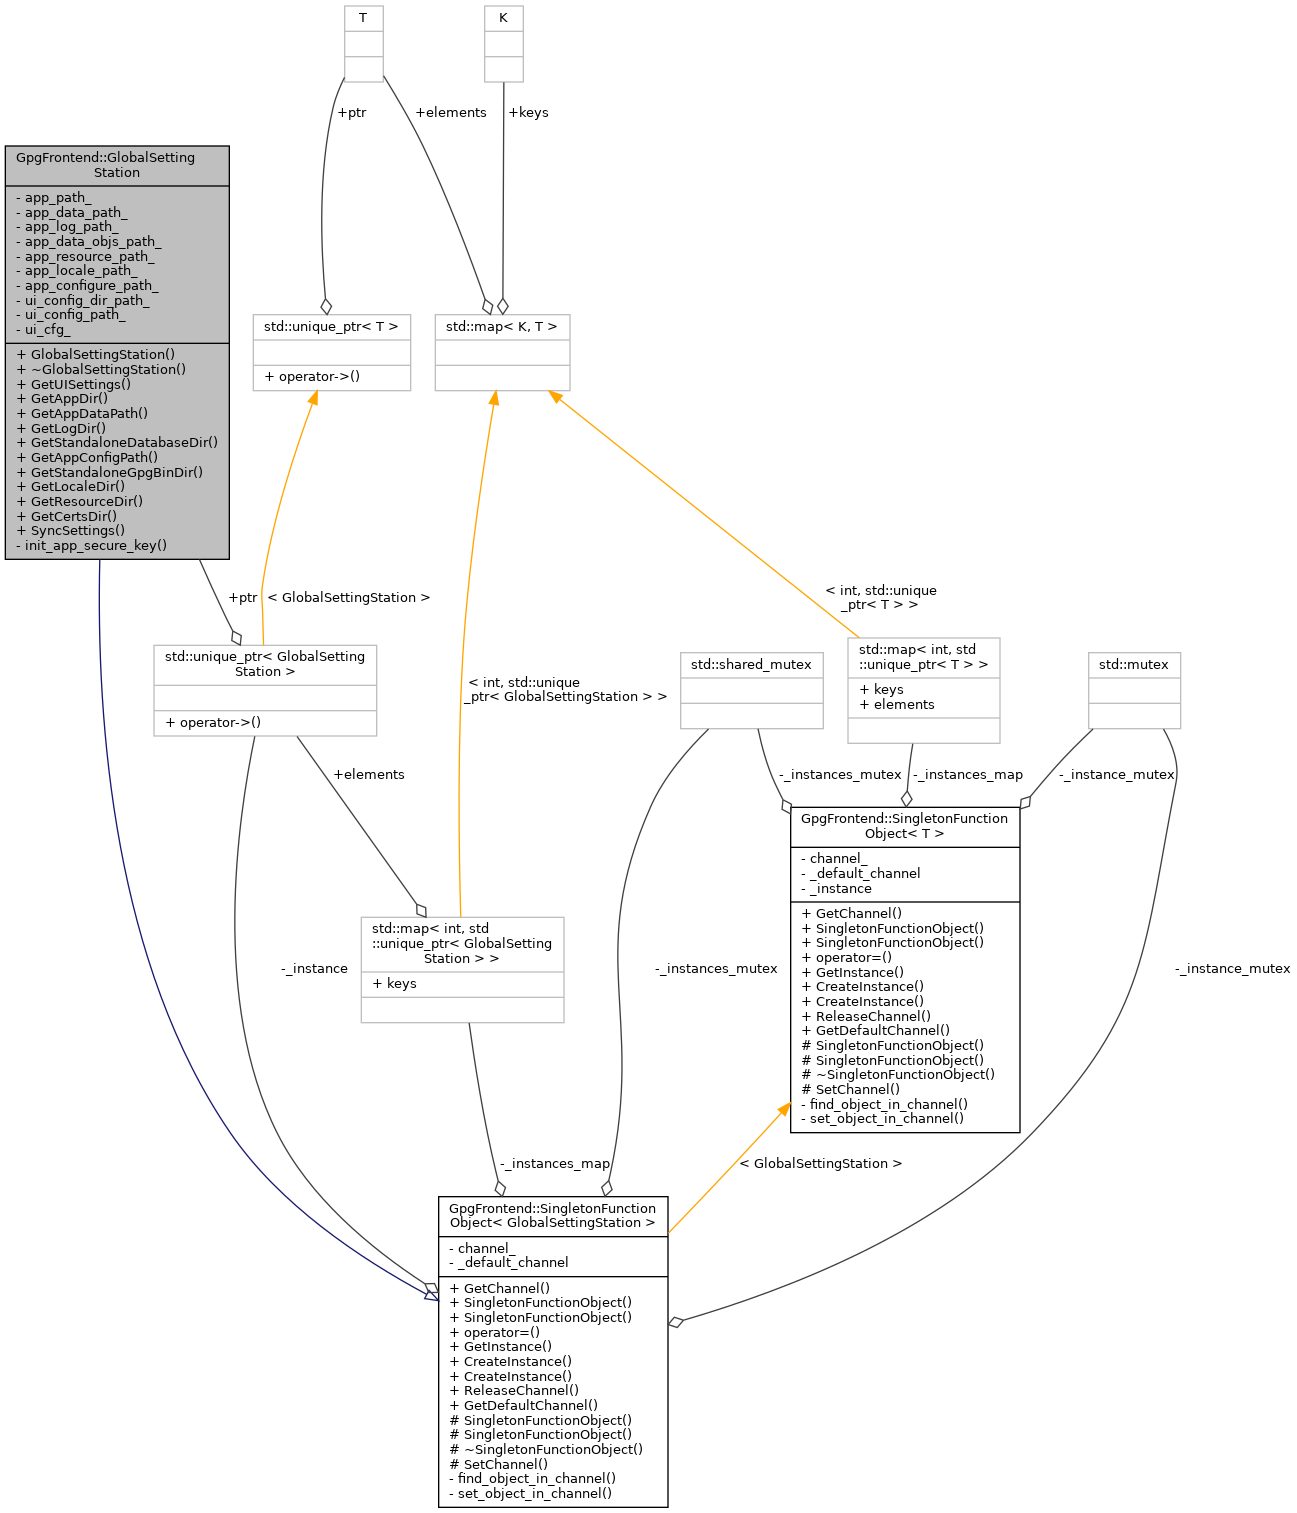 T
K
+ptr
+elements
+keys
GpgFrontend::GlobalSetting
Station
- app_path_
- app_data_path_
- app_log_path_
- app_data_objs_path_
- app_resource_path_
- app_locale_path_
- app_configure_path_
- ui_config_dir_path_
- ui_config_path_
- ui_cfg_
+ GlobalSettingStation()
+ ~GlobalSettingStation()
+ GetUISettings()
+ GetAppDir()
+ GetAppDataPath()
+ GetLogDir()
+ GetStandaloneDatabaseDir()
+ GetAppConfigPath()
+ GetStandaloneGpgBinDir()
+ GetLocaleDir()
+ GetResourceDir()
+ GetCertsDir()
+ SyncSettings()
- init_app_secure_key()
std::unique_ptr< T >
+ operator->()
std::map< K, T >
+ptr
< GlobalSettingStation >
< int, std::unique
_ptr< T > >
std::unique_ptr< GlobalSetting
Station >
+ operator->()
< int, std::unique
_ptr< GlobalSettingStation > >
std::shared_mutex
std::map< int, std
::unique_ptr< T > >
+ keys
+ elements
std::mutex
+elements
-_instances_mutex
-_instances_map
-_instance_mutex
GpgFrontend::SingletonFunction
Object< T >
- channel_
- _default_channel
- _instance
+ GetChannel()
+ SingletonFunctionObject()
+ SingletonFunctionObject()
+ operator=()
+ GetInstance()
+ CreateInstance()
+ CreateInstance()
+ ReleaseChannel()
+ GetDefaultChannel()
# SingletonFunctionObject()
# SingletonFunctionObject()
# ~SingletonFunctionObject()
# SetChannel()
- find_object_in_channel()
- set_object_in_channel()
std::map< int, std
::unique_ptr< GlobalSetting
Station > >
+ keys
-_instance
-_instances_mutex
-_instance_mutex
-_instances_map
< GlobalSettingStation >
GpgFrontend::SingletonFunction
Object< GlobalSettingStation >
- channel_
- _default_channel
+ GetChannel()
+ SingletonFunctionObject()
+ SingletonFunctionObject()
+ operator=()
+ GetInstance()
+ CreateInstance()
+ CreateInstance()
+ ReleaseChannel()
+ GetDefaultChannel()
# SingletonFunctionObject()
# SingletonFunctionObject()
# ~SingletonFunctionObject()
# SetChannel()
- find_object_in_channel()
- set_object_in_channel()